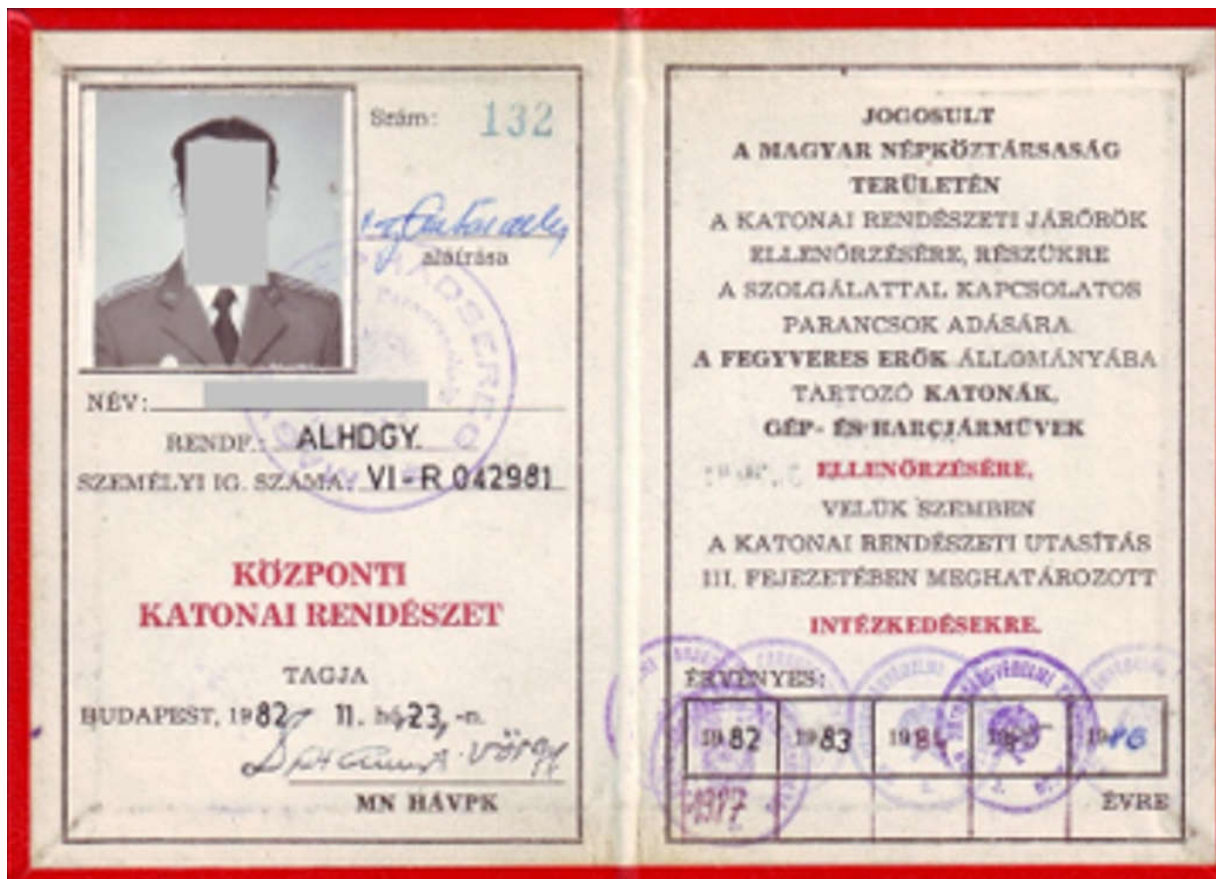 Szám: 132
aláírása
NÉV:
RENDF.: ALHDGY.
SZEMÉLYI IG. SZÁMA: VI-R 042981
KÖZPONTI
KATONAI RENDÉSZET
TAGJA
BUDAPEST, 1982 11. hó 23, -n.
MN HÁVPK
JOGOSULT
A MAGYAR NÉPKÖZTÁRSASÁG
TERÜLETÉN
A KATONAI RENDÉSZETI JÁRŐRÖK
ELLENŐRZÉSÉRE, RÉSZÜKRE
A SZOLGÁLATTAL KAPCSOLATOS
PARANCSOK ADÁSÁRA
A FEGYVERES ERŐK ÁLLOMÁNYÁBA
TARTOZÓ KATONÁK,
GÉP- ÉS HARCJÁRMŰVEK
ELLENŐRZÉSÉRE,
VELÜK SZEMBEN
A KATONAI RENDÉSZETI UTASÍTÁS
III. FEJEZETÉBEN MEGHATÁROZOTT
INTÉZKEDÉSEKRE.
ÉRVÉNYES:
1982 1983 1984 1985 1986
1987
ÉVRE